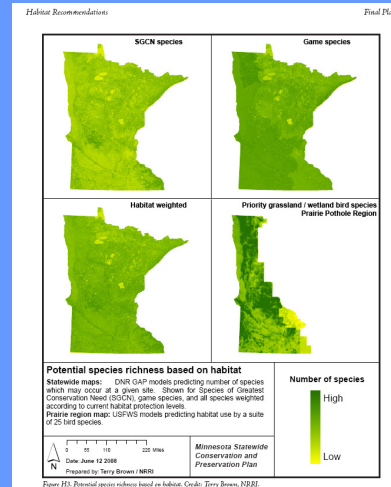 Habitat Recommendations
Final Pla
SGCN species
Game species
Habitat weighted
Priority grassland / wetland bird species
Prairie Pothole Region
Potential species richness based on habitat
Statewide maps: DNR GAP models predicting number of species
which may occur at a given site. Shown for Species of Greatest
Conservation Need (SGCN), game species, and all species weighted
according to current habitat protection levels.
Prairie region map: USFWS models predicting habitat use by a suite
of 25 bird species.
Number of species
High
Low
0 55 110 220 Miles
N
Date: June 12 2008
Prepared by: Terry Brown / NRRI
Minnesota Statewide
Conservation and
Preservation Plan
Figure H3. Potential species richness based on habitat. Credit: Terry Brown, NRRI.